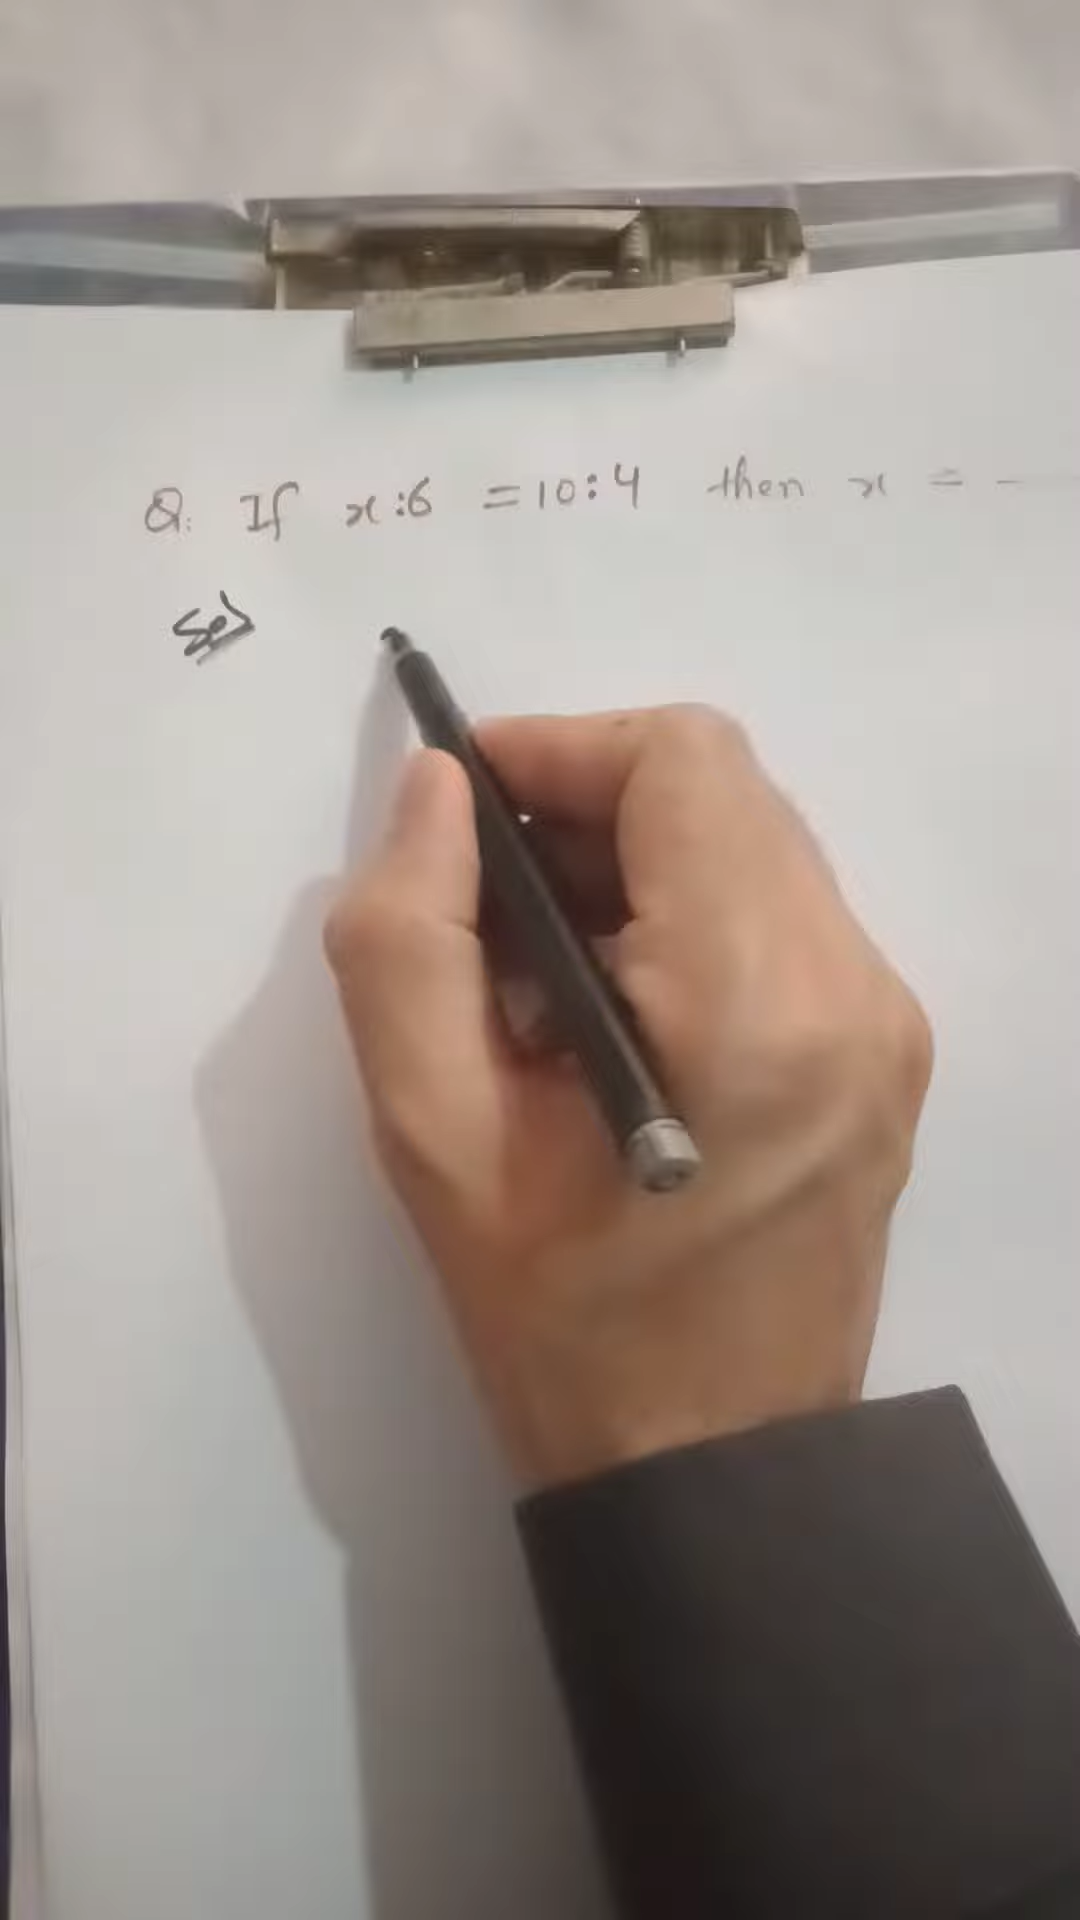 Q. If x:6 = 10:4 then x = --
Sol